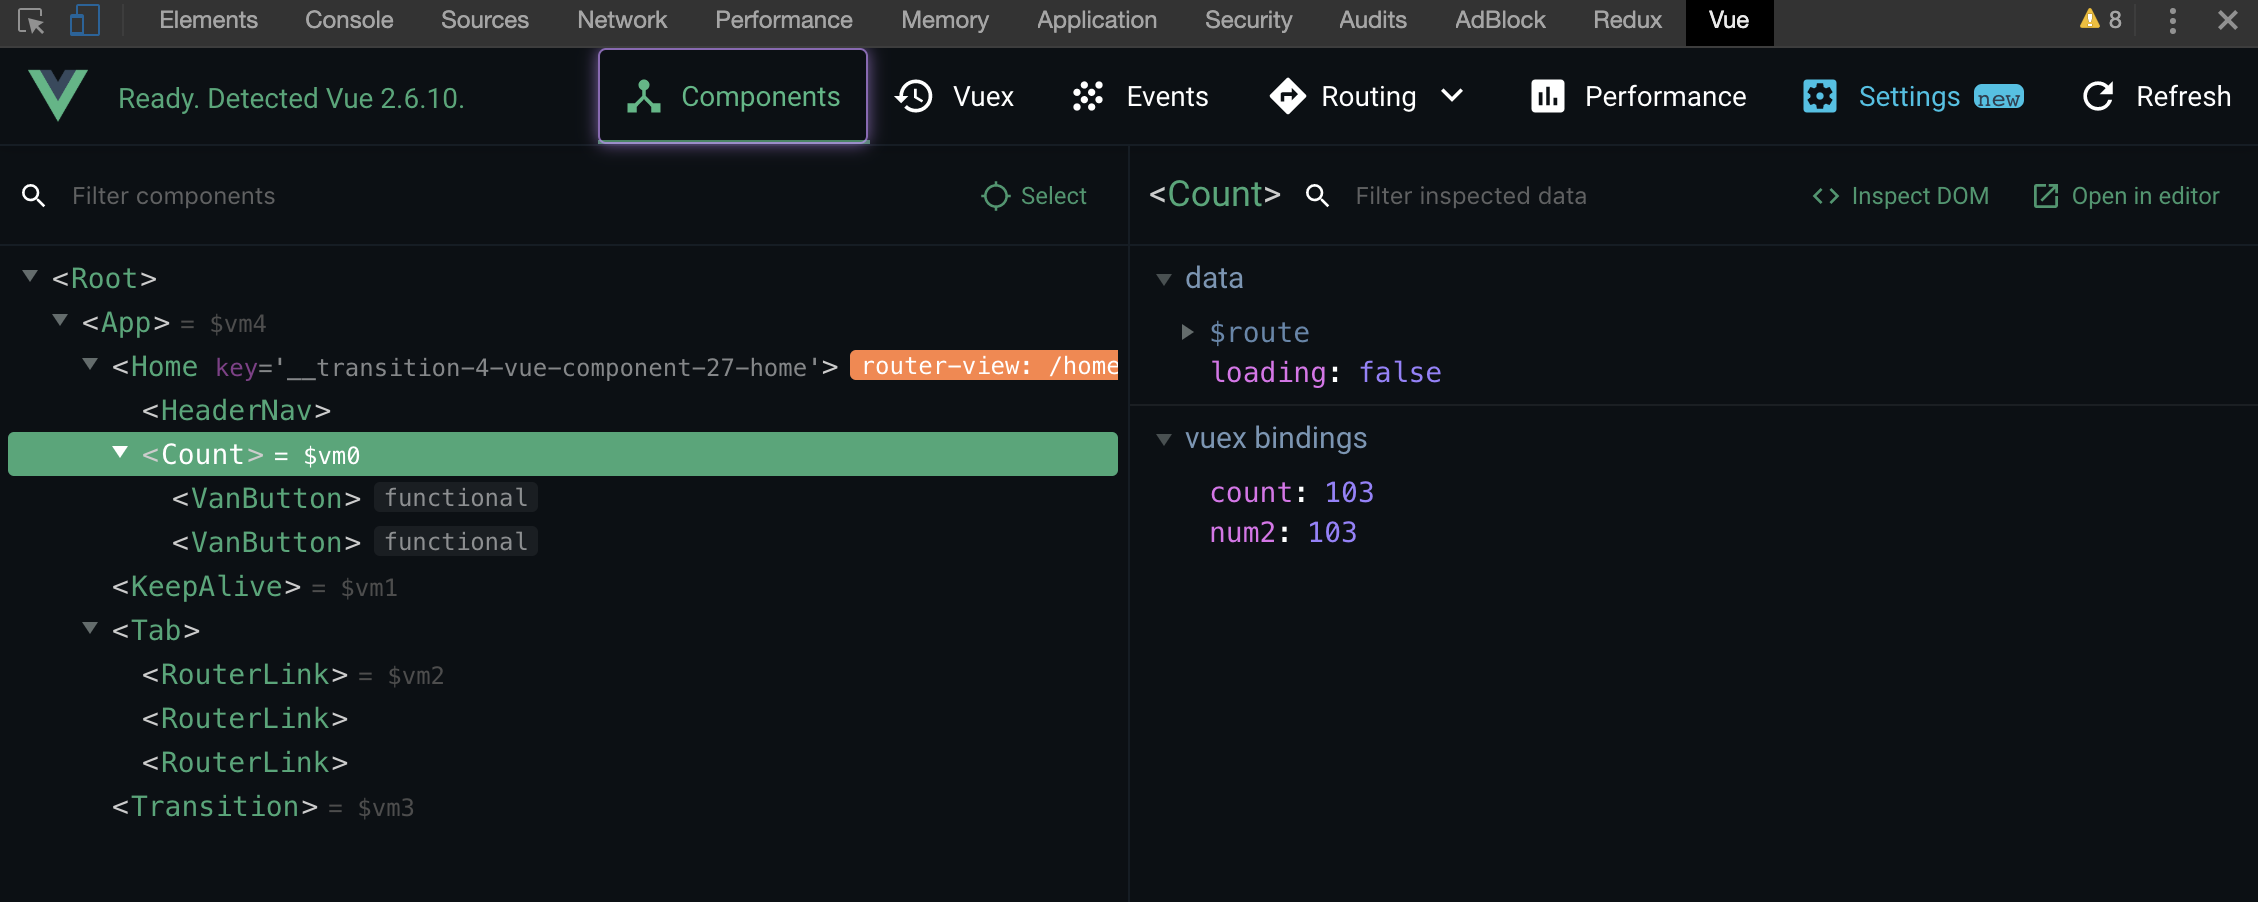 Elements Console Sources Network Performance Memory Application Security Audits AdBlock Redux Vue 8
Ready. Detected Vue 2.6.10. Components Vuex Events Routing Performance Settings new Refresh
Filter components Select
<Root>
<App> = $vm4
<Home key='__transition-4-vue-component-27-home'> router-view: /home
<HeaderNav>
<Count> = $vm0
<VanButton> functional
<VanButton> functional
<KeepAlive> = $vm1
<Tab>
<RouterLink> = $vm2
<RouterLink>
<RouterLink>
<Transition> = $vm3
<Count> Filter inspected data Inspect DOM Open in editor
data
$route
loading: false
vuex bindings
count: 103
num2: 103